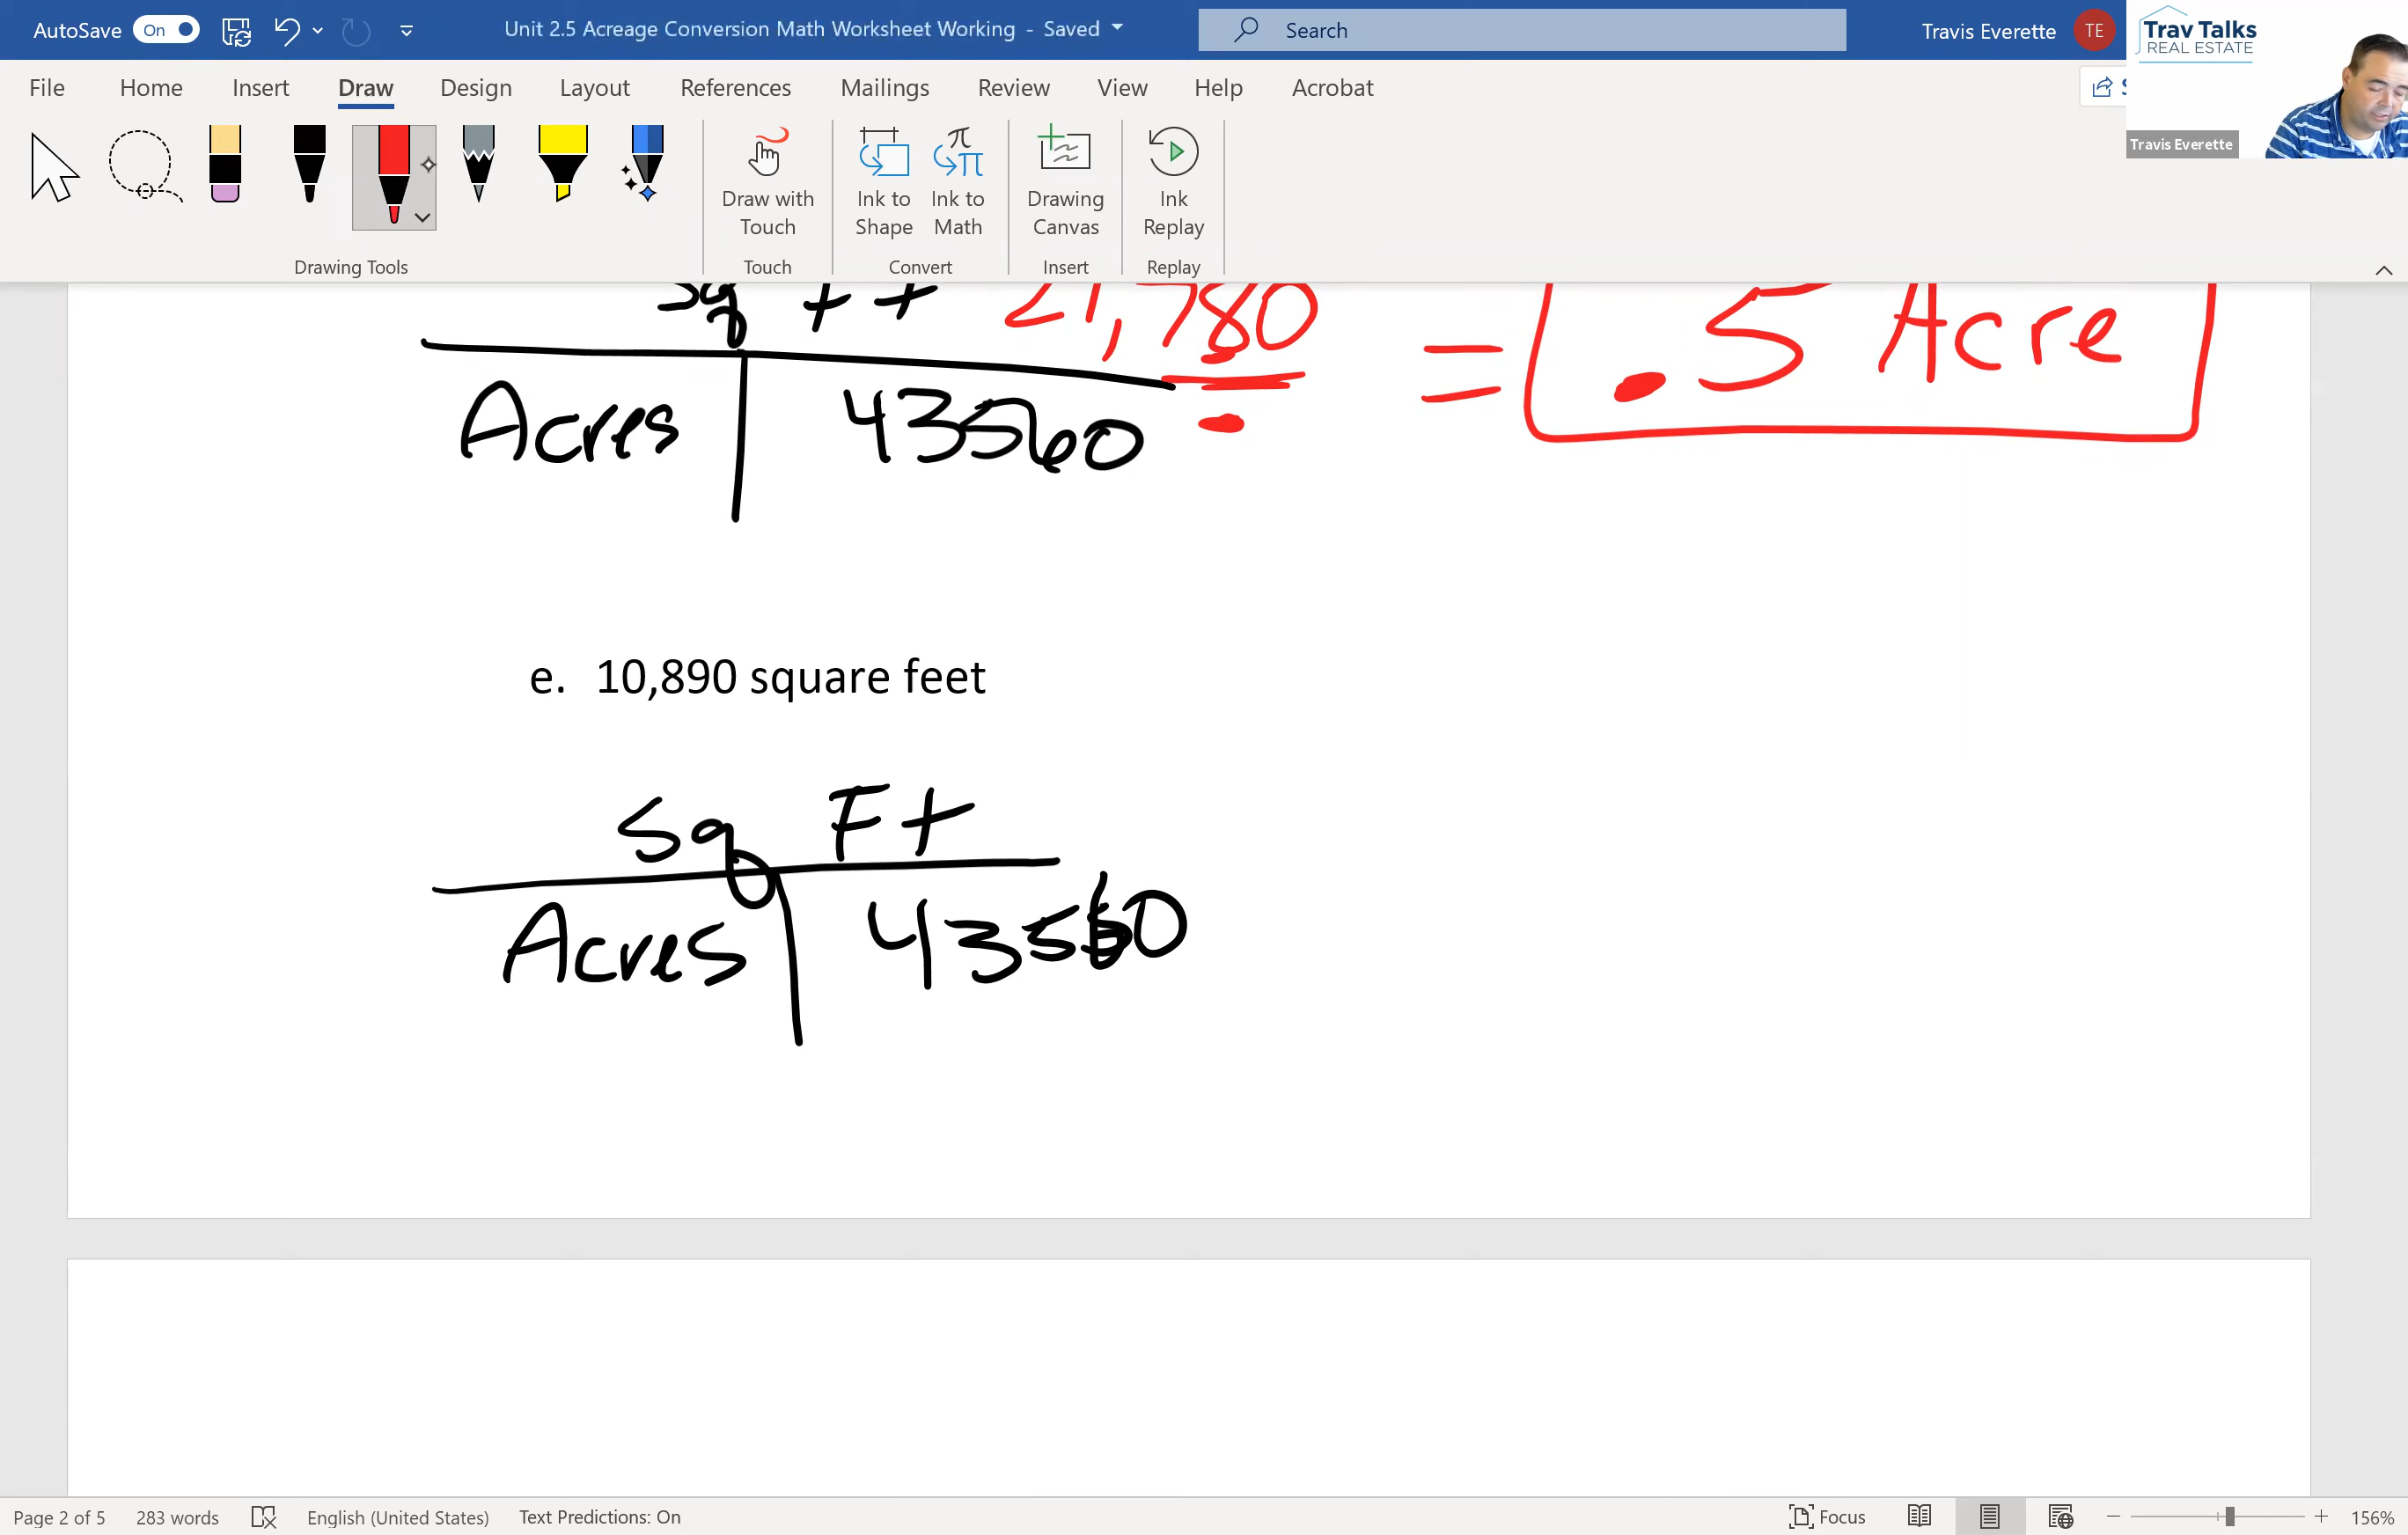 AutoSave On Unit 2.5 Acreage Conversion Math Worksheet Working - Saved Search Travis Everette TE
Trav Talks
REAL ESTATE
Travis Everette
File Home Insert Draw Design Layout References Mailings Review View Help Acrobat
Draw with Touch
Ink to Shape
Ink to Math
Drawing Canvas
Ink Replay
Drawing Tools Touch Convert Insert Replay
Sq Ft 21,780
Acres 43560 = .5 Acre
e. 10,890 square feet
Sq Ft
Acres 43560
Page 2 of 5 283 words English (United States) Text Predictions: On Focus 156%